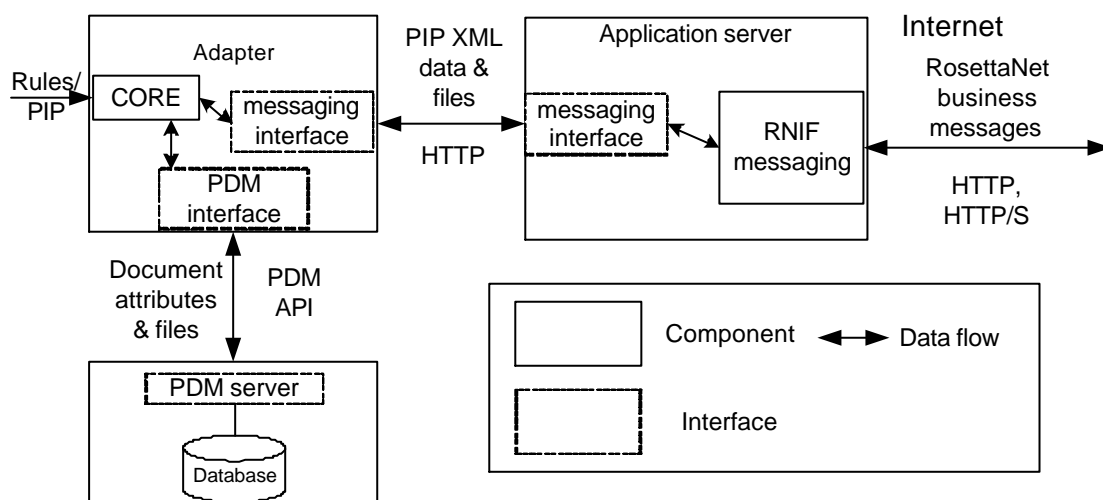 Adapter
Rules/
PIP
CORE
messaging
interface
PDM
interface
PIP XML
data &
files
HTTP
Application server
messaging
interface
RNIF
messaging
Internet
RosettaNet
business
messages
HTTP,
HTTP/S
Document
attributes
& files
PDM
API
PDM server
Database
Component
Data flow
Interface